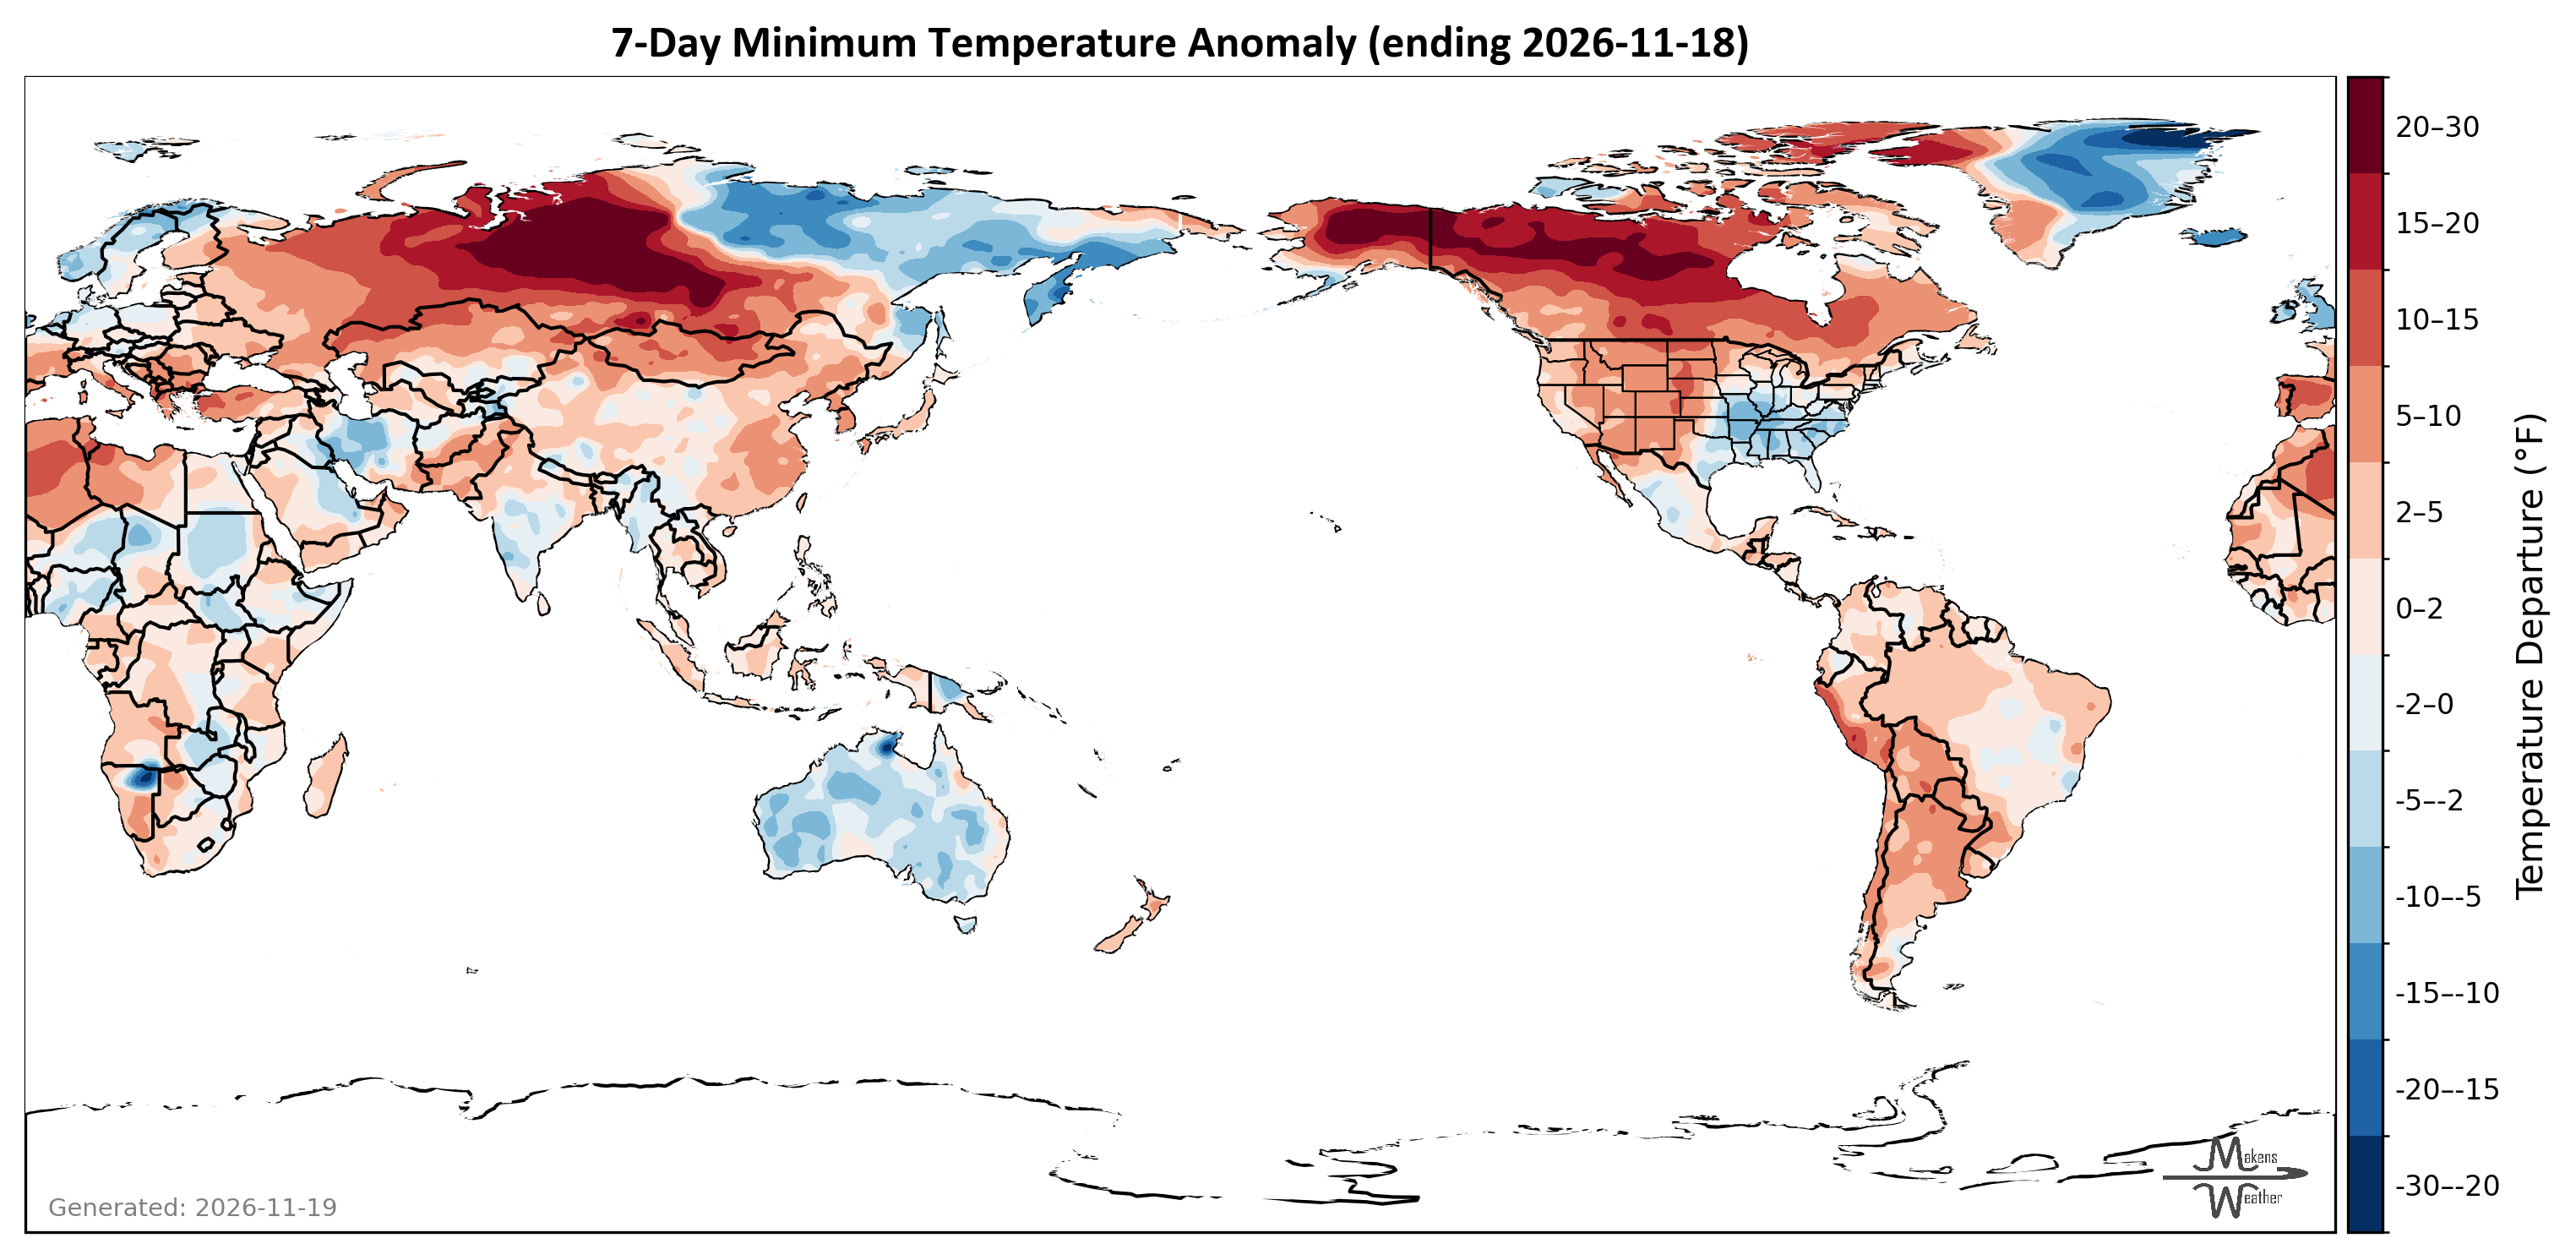 7-Day Minimum Temperature Anomaly (ending 2026-11-18)
20–30
15–20
10–15
5–10
2–5
0–2
-2–0
-5–-2
-10–-5
-15–-10
-20–-15
-30–-20
Temperature Departure (°F)
Generated: 2026-11-19
Makens
Weather